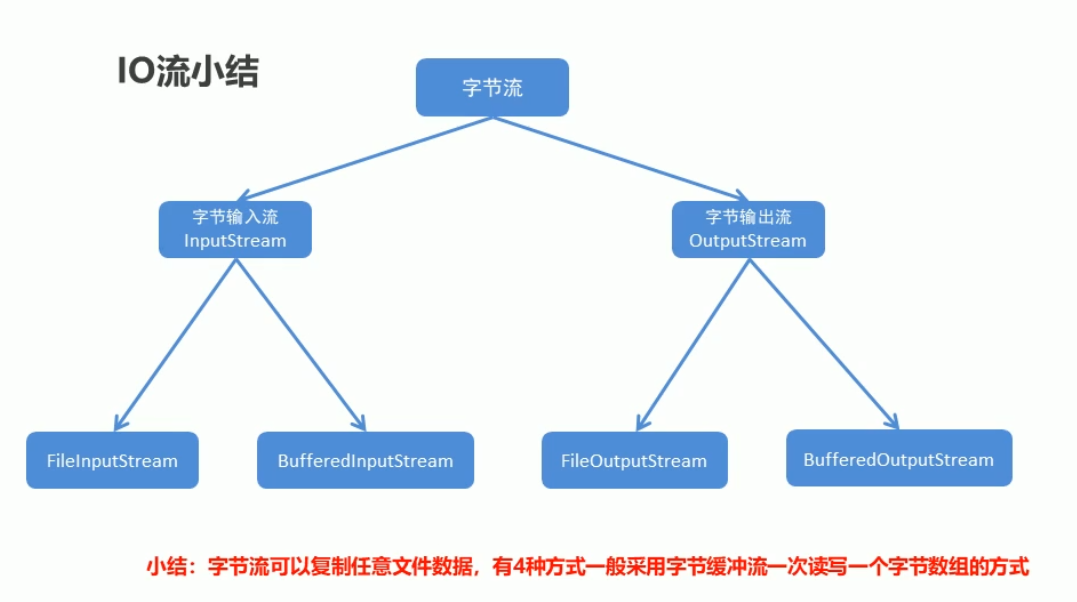 IO流小结
字节流
字节输入流
InputStream
字节输出流
OutputStream
FileInputStream
BufferedInputStream
FileOutputStream
BufferedOutputStream
小结：字节流可以复制任意文件数据，有4种方式一般采用字节缓冲流一次读写一个字节数组的方式